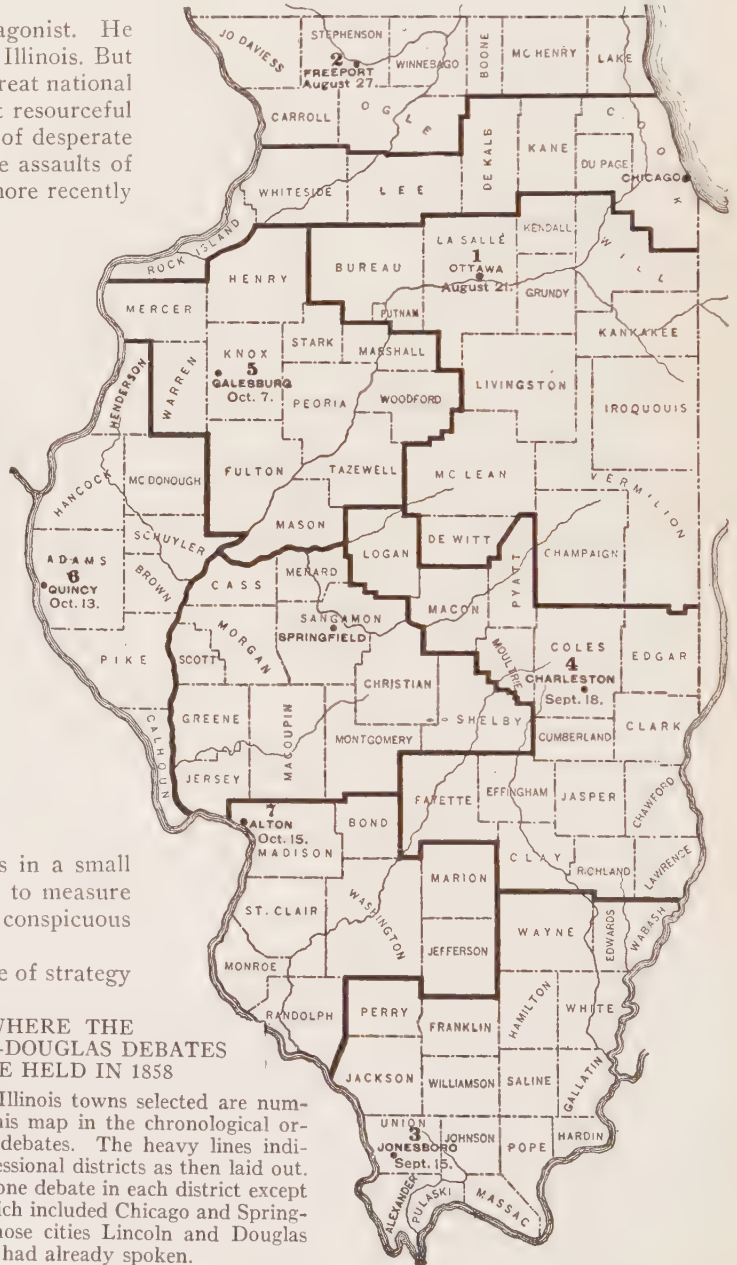 agonist. He
Illinois. But
reat national
t resourceful
of desperate
e assaults of
more recently
JO DAVIESS
STEPHENSON
2
FREEPORT
August 27.
WINNEBAGO
BOONE
MC HENRY
LAKE
CARROLL
OGLE
DE KALB
KANE
COOK
DU PAGE
CHICAGO
WHITESIDE
LEE
ROCK ISLAND
HENRY
BUREAU
LA SALLE
1
OTTAWA
August 21.
KENDALL
WILL
GRUNDY
PUTNAM
MERCER
KANKAKEE
STARK
MARSHALL
KNOX
5
GALESBURG
Oct. 7.
HENDERSON
WARREN
PEORIA
WOODFORD
LIVINGSTON
IROQUOIS
HANCOCK
MCDONOUGH
FULTON
TAZEWELL
MC LEAN
VERMILION
MASON
SCHUYLER
LOGAN
DE WITT
CHAMPAIGN
ADAMS
6
QUINCY
Oct. 13.
BROWN
CASS
MENARD
PYATT
MACON
SANGAMON
SPRINGFIELD
MORGAN
PIKE
SCOTT
CHRISTIAN
MOULTRIE
COLES
4
CHARLESTON
Sept. 18.
EDGAR
CALHOUN
GREENE
MACOUPIN
MONTGOMERY
SHELBY
CUMBERLAND
CLARK
JERSEY
7
ALTON
Oct. 15.
MADISON
BOND
FAYETTE
EFFINGHAM
JASPER
CRAWFORD
CLAY
RICHLAND
LAWRENCE
s in a small
to measure
conspicuous
e of strategy
MARION
ST. CLAIR
WASHINGTON
WAYNE
EDWARDS
WABASH
JEFFERSON
MONROE
RANDOLPH
PERRY
FRANKLIN
HAMILTON
WHITE
JACKSON
WILLIAMSON
SALINE
GALLATIN
UNION
3
JONESBORO
Sept. 15.
JOHNSON
POPE
HARDIN
ALEXANDER
PULASKI
MASSAC
WHERE THE
-DOUGLAS DEBATES
E HELD IN 1858
Illinois towns selected are num-
his map in the chronological or-
debates. The heavy lines indi-
essional districts as then laid out.
one debate in each district except
ich included Chicago and Spring-
hose cities Lincoln and Douglas
had already spoken.